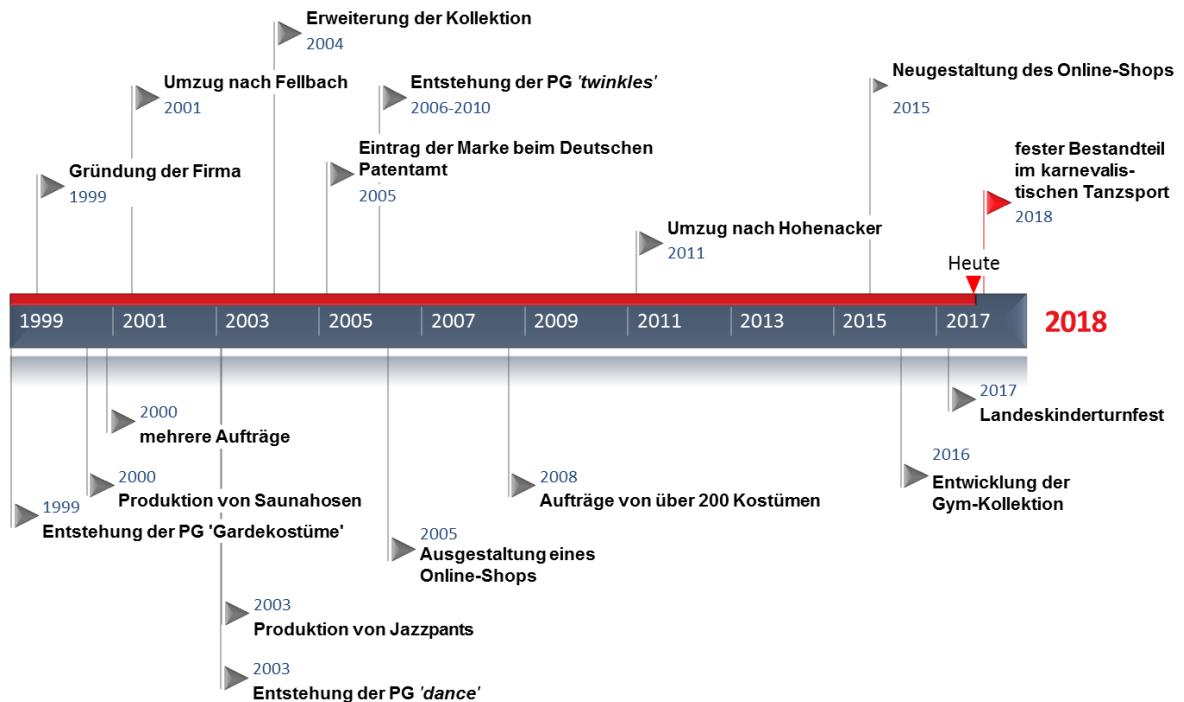 Erweiterung der Kollektion
2004
Umzug nach Fellbach
2001
Entstehung der PG 'twinkles'
2006-2010
Neugestaltung des Online-Shops
2015
Gründung der Firma
1999
Eintrag der Marke beim Deutschen
Patentamt
2005
fester Bestandteil
im karnevalis-
tischen Tanzsport
2018
Umzug nach Hohenacker
2011
Heute
1999 2001 2003 2005 2007 2009 2011 2013 2015 2017 2018
2017
Landeskinderturnfest
2000
mehrere Aufträge
2016
Entwicklung der
Gym-Kollektion
2000
Produktion von Saunahosen
2008
Aufträge von über 200 Kostümen
1999
Entstehung der PG 'Gardekostüme'
2005
Ausgestaltung eines
Online-Shops
2003
Produktion von Jazzpants
2003
Entstehung der PG 'dance'